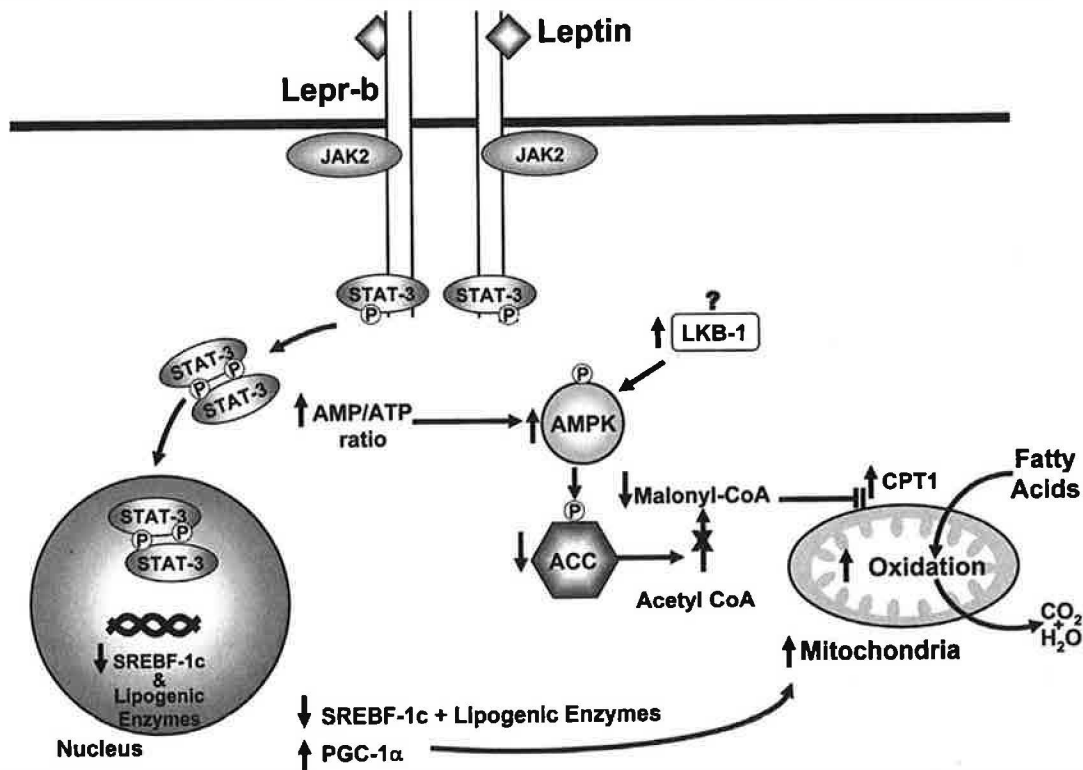 Leptin
Lepr-b
JAK2
JAK2
STAT-3
P
STAT-3
P
?
LKB-1
STAT-3
P P
STAT-3
P
AMP/ATP
ratio
AMPK
Fatty
Acids
CPT1
Malonyl-CoA
P
STAT-3
P P
STAT-3
ACC
Oxidation
Acetyl CoA
CO2
+
H2O
SREBF-1c
&
Lipogenic
Enzymes
Mitochondria
SREBF-1c + Lipogenic Enzymes
Nucleus
PGC-1α